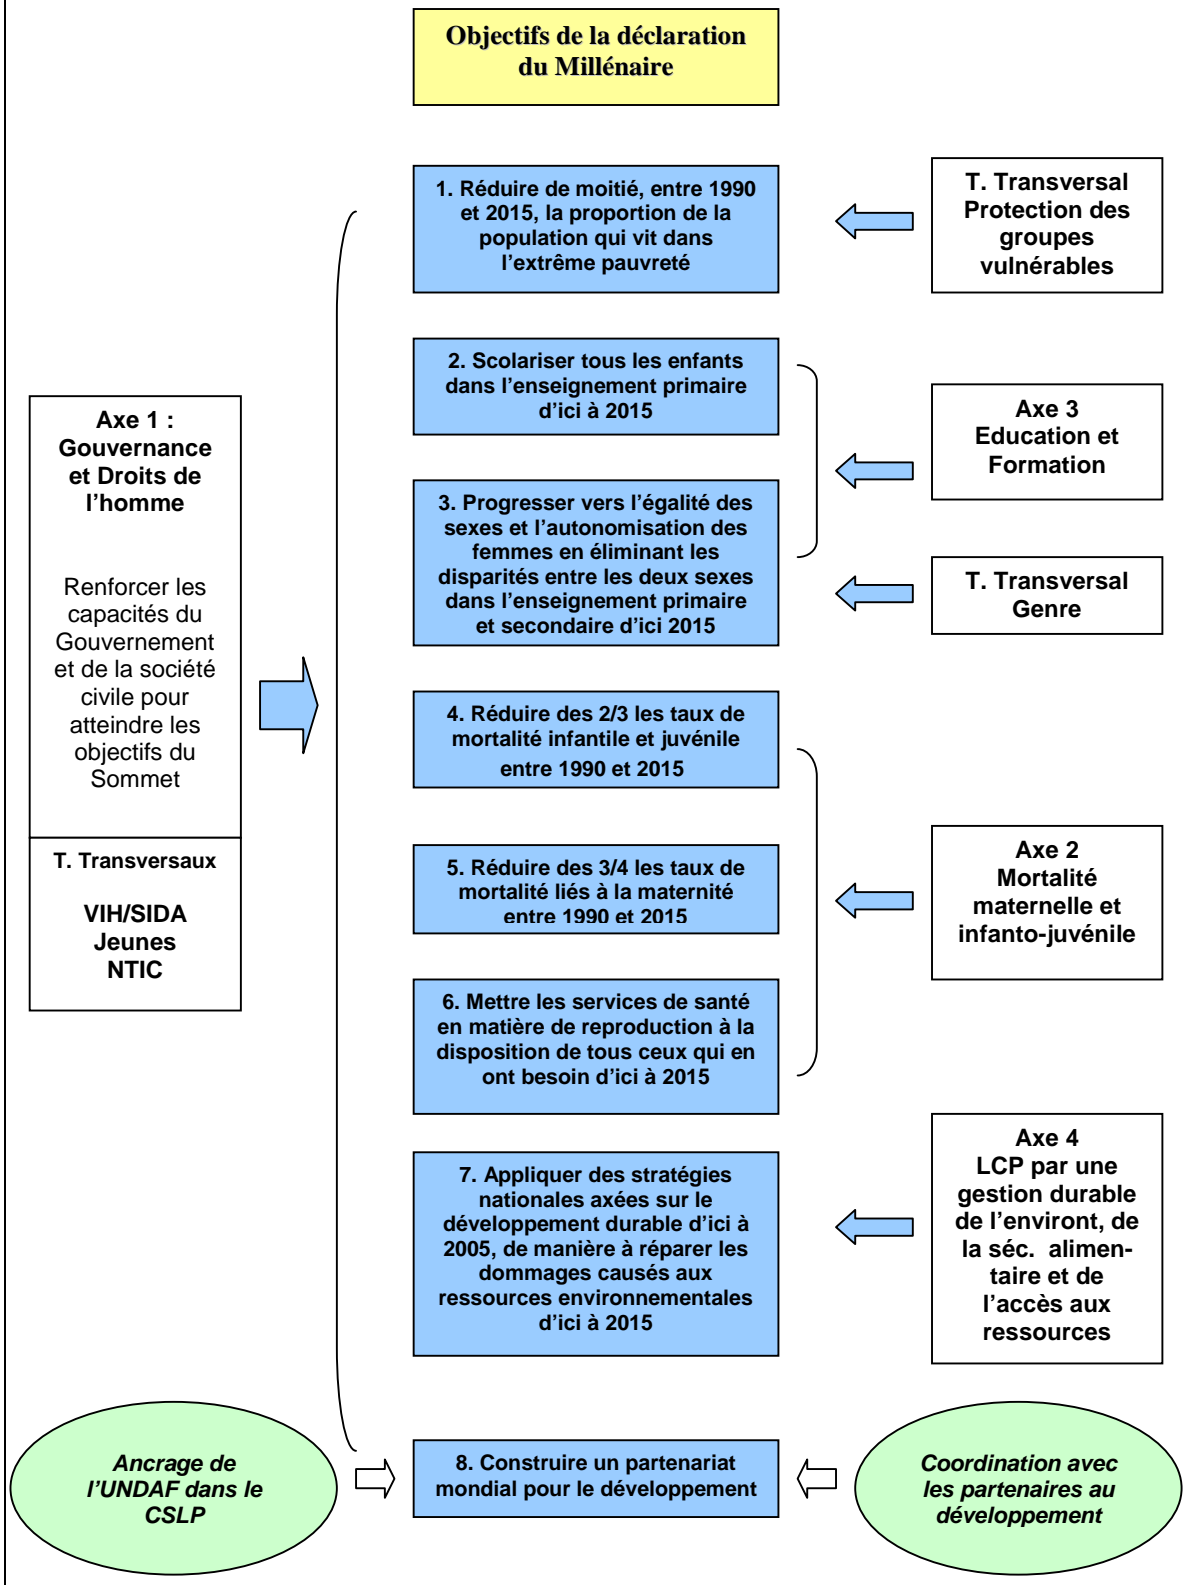 Objectifs de la déclaration
du Millénaire
1. Réduire de moitié, entre 1990
et 2015, la proportion de la
population qui vit dans
l’extrême pauvreté
T. Transversal
Protection des
groupes
vulnérables
2. Scolariser tous les enfants
dans l’enseignement primaire
d’ici à 2015
Axe 3
Education et
Formation
3. Progresser vers l’égalité des
sexes et l’autonomisation des
femmes en éliminant les
disparités entre les deux sexes
dans l’enseignement primaire
et secondaire d’ici 2015
T. Transversal
Genre
Axe 1 :
Gouvernance
et Droits de
l’homme
Renforcer les
capacités du
Gouvernement
et de la société
civile pour
atteindre les
objectifs du
Sommet
T. Transversaux
VIH/SIDA
Jeunes
NTIC
4. Réduire des 2/3 les taux de
mortalité infantile et juvénile
entre 1990 et 2015
5. Réduire des 3/4 les taux de
mortalité liés à la maternité
entre 1990 et 2015
Axe 2
Mortalité
maternelle et
infanto-juvénile
6. Mettre les services de santé
en matière de reproduction à la
disposition de tous ceux qui en
ont besoin d’ici à 2015
7. Appliquer des stratégies
nationales axées sur le
développement durable d’ici à
2005, de manière à réparer les
dommages causés aux
ressources environnementales
d’ici à 2015
Axe 4
LCP par une
gestion durable
de l’environt, de
la séc. alimen-
taire et de
l’accès aux
ressources
Ancrage de
l’UNDAF dans le
CSLP
8. Construire un partenariat
mondial pour le développement
Coordination avec
les partenaires au
développement